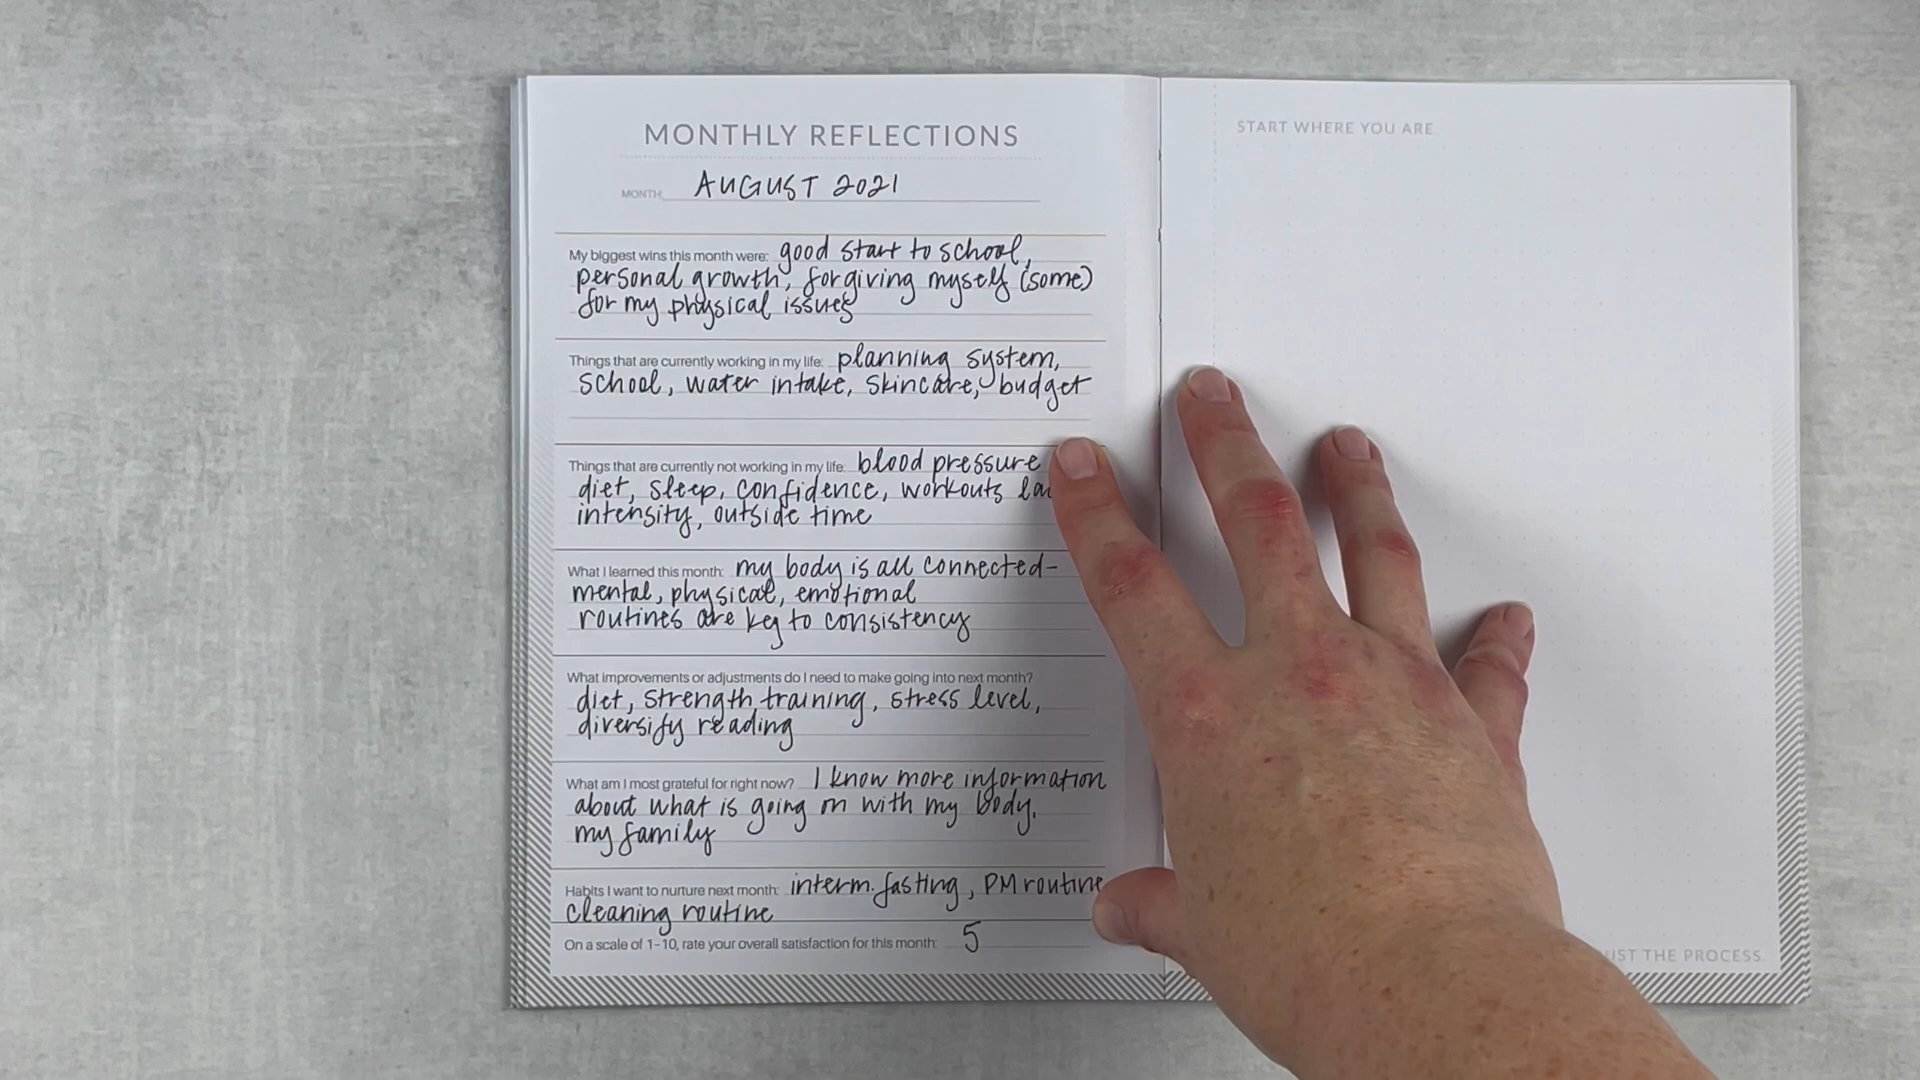 MONTHLY REFLECTIONS
MONTH: AUGUST 2021
My biggest wins this month were: good start to school,
personal growth, forgiving myself (some)
for my physical issues
Things that are currently working in my life: planning system,
school, water intake, skincare, budget
Things that are currently not working in my life: blood pressure
diet, sleep, confidence, workouts
intensity, outside time
What I learned this month: my body is all connected-
mental, physical, emotional
routines are key to consistency
What improvements or adjustments do I need to make going into next month?
diet, strength training, stress level,
diversify reading
What am I most grateful for right now? I know more information
about what is going on with my body,
my family
Habits I want to nurture next month: interm. fasting, PM routine
cleaning routine
On a scale of 1-10, rate your overall satisfaction for this month: 5
START WHERE YOU ARE
THE PROCESS.